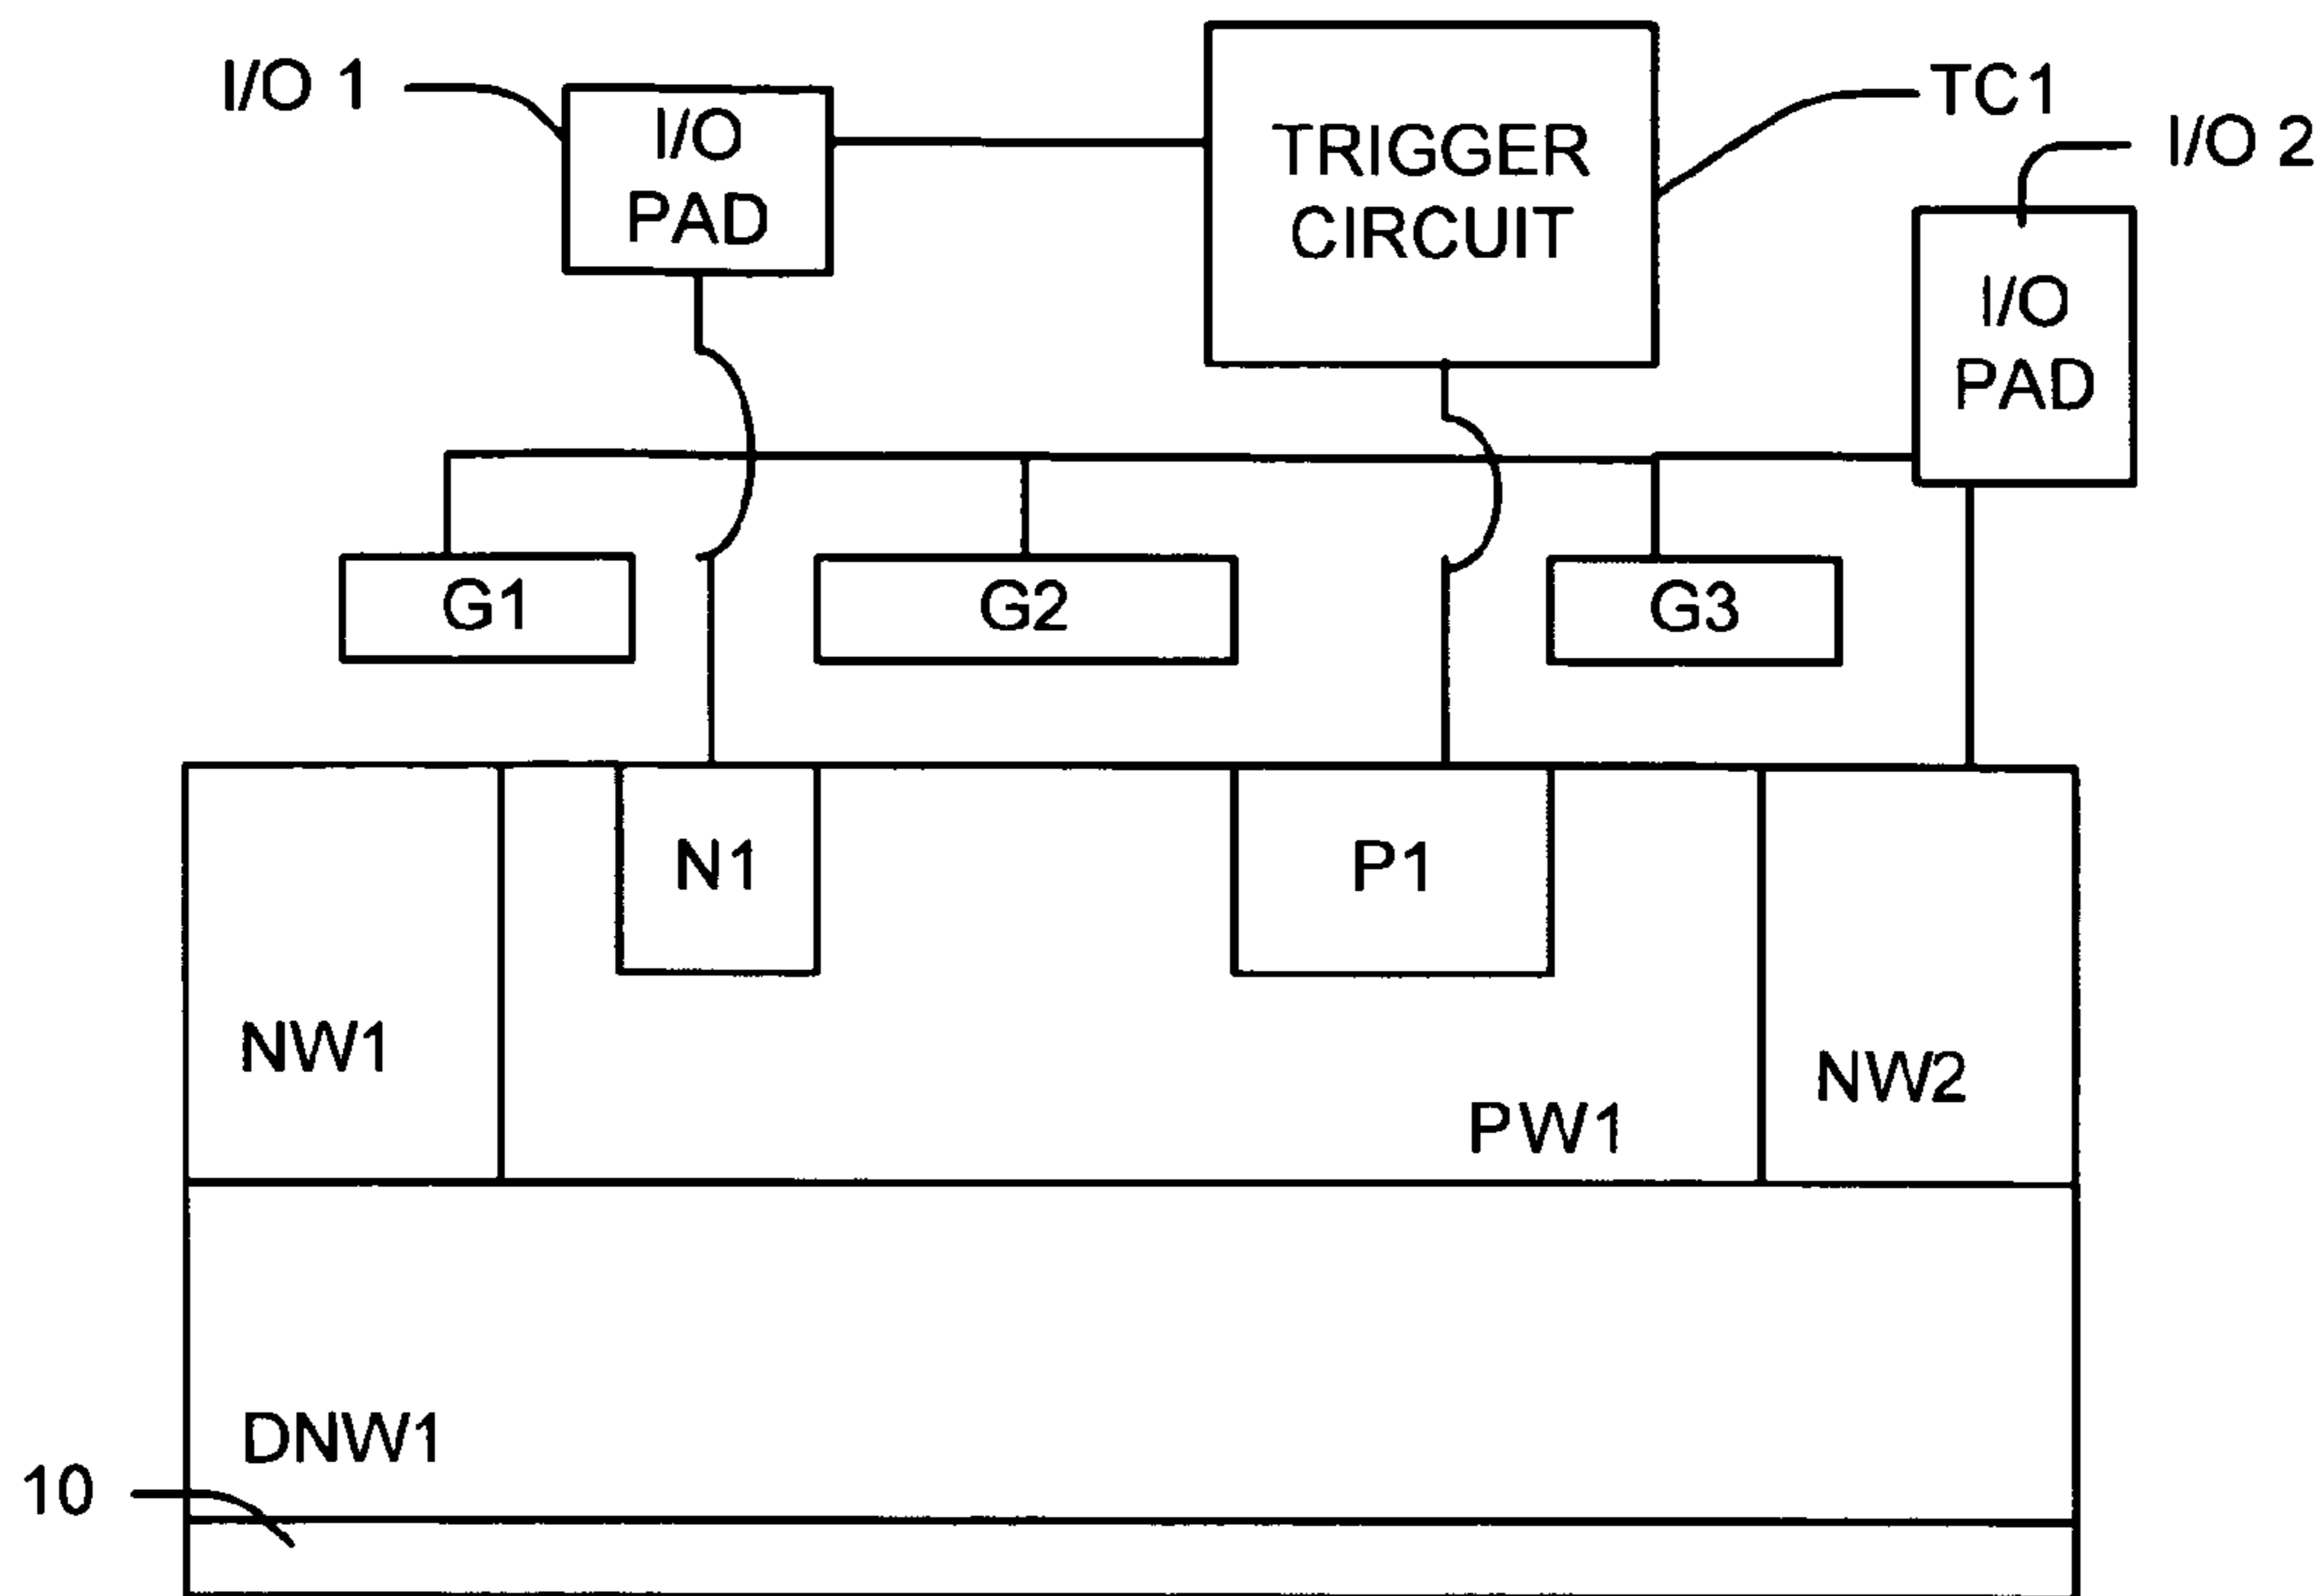 I/O 1
I/O
PAD
TRIGGER
CIRCUIT
TC1
I/O 2
I/O
PAD
G1
G2
G3
N1
P1
NW1
PW1
NW2
DNW1
10